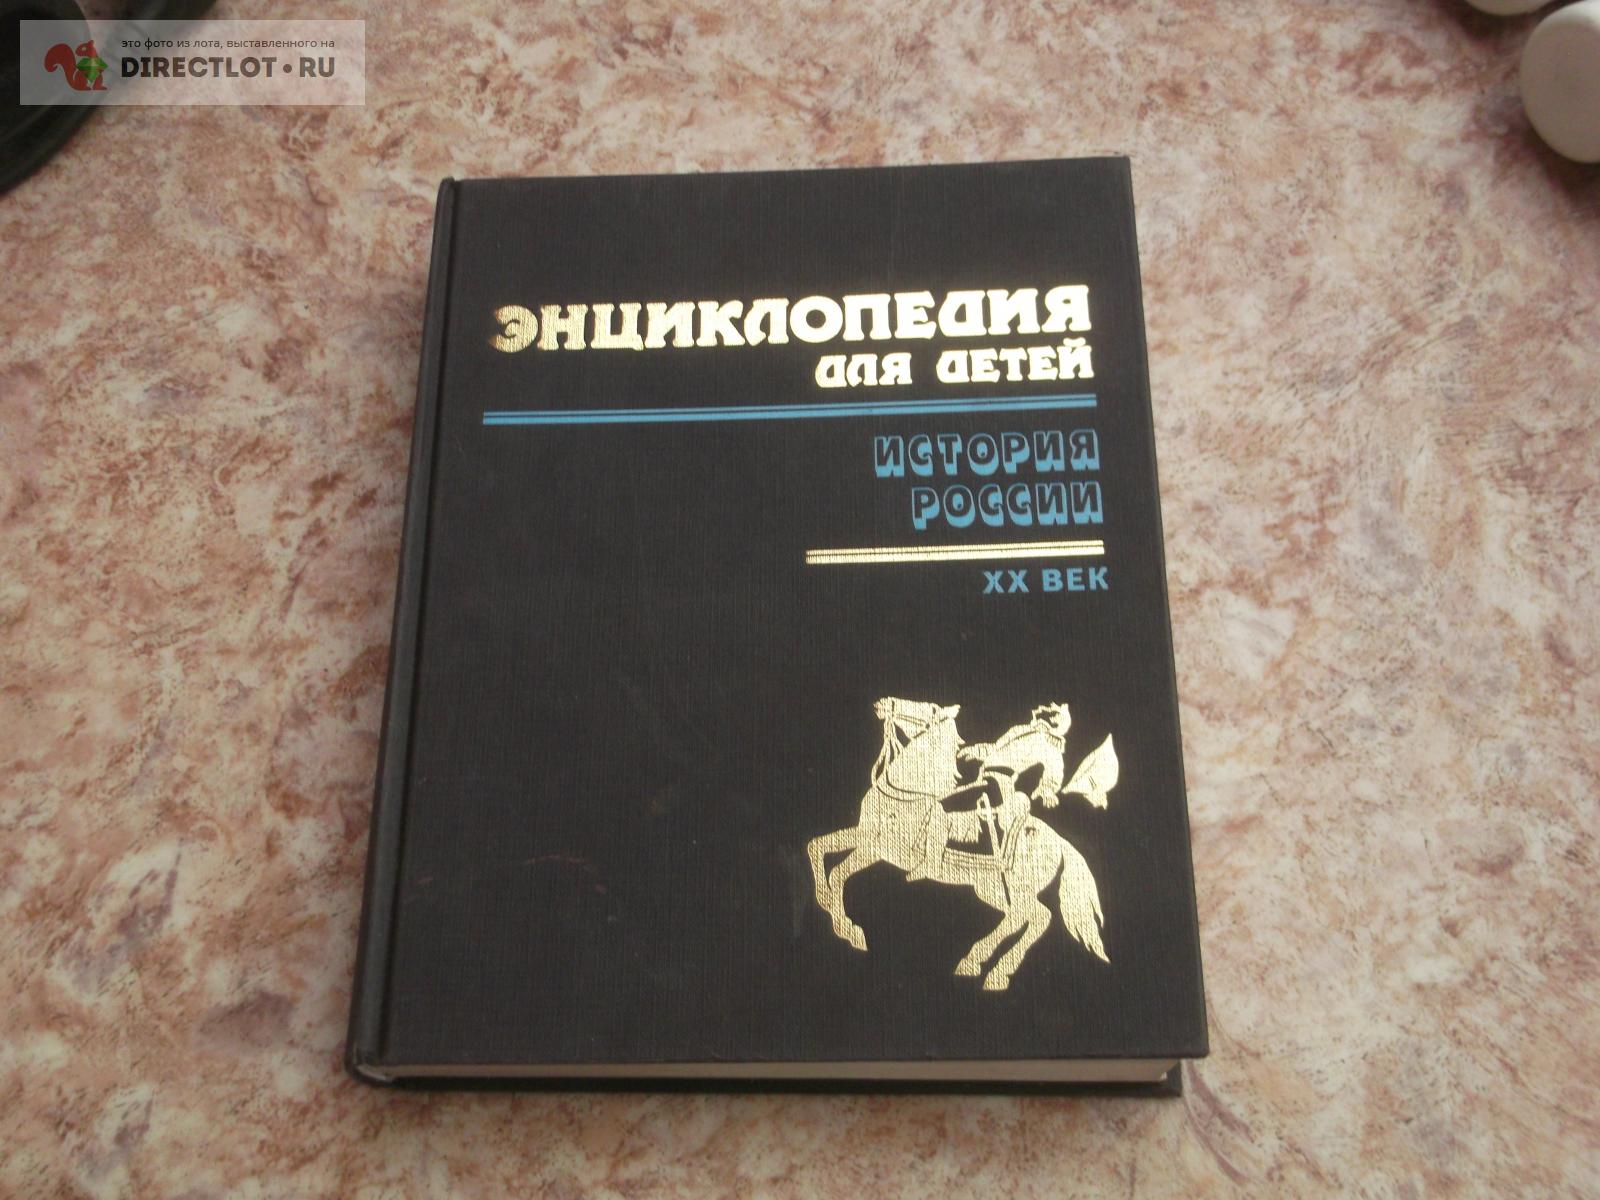 это фото из лота, выставленного на
DIRECTLOT•RU
ЭНЦИКЛОПЕДИЯ
ДЛЯ ДЕТЕЙ
ИСТОРИЯ
РОССИИ
XX ВЕК